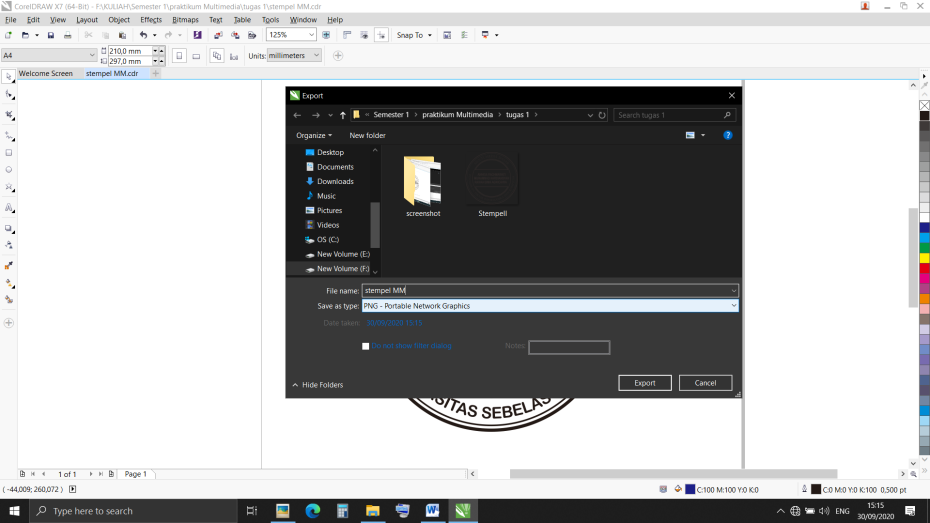 CorelDRAW X7 (64-Bit) - F:\KULIAH\Semester 1\praktikum Multimedia\tugas 1\stempel MM.cdr
File Edit View Layout Object Effects Bitmaps Text Table Tools Window Help
125% Snap To
A4 210,0 mm 297,0 mm Units: millimeters
Welcome Screen stempel MM.cdr
Export
« Semester 1 > praktikum Multimedia > tugas 1 > Search tugas 1
Organize New folder
Desktop
Documents
Downloads
Music
Pictures
Videos
OS (C:)
New Volume (E:)
New Volume (F:)
screenshot Stempell
File name: stempel MM
Save as type: PNG - Portable Network Graphics
Date taken: 30/09/2020 15:15
Do not show filter dialog Notes:
Hide Folders Export Cancel
SITAS SEBELAS
1 of 1 Page 1
( -44,009; 260,072 ) C:100 M:100 Y:0 K:0 C:0 M:0 Y:0 K:100 0,500 pt
Type here to search ENG 15:15
30/09/2020